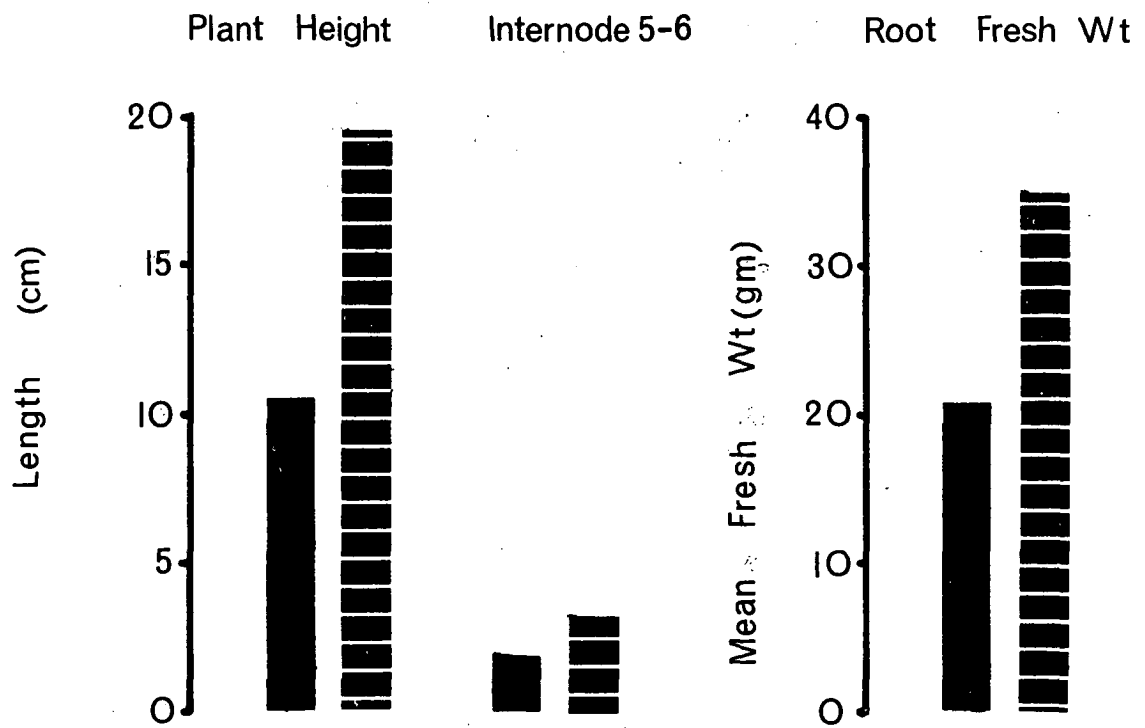 Plant Height
Internode 5-6
Root Fresh Wt
Length (cm)
20
15
10
5
0
Mean Fresh Wt (gm)
40
30
20
10
0